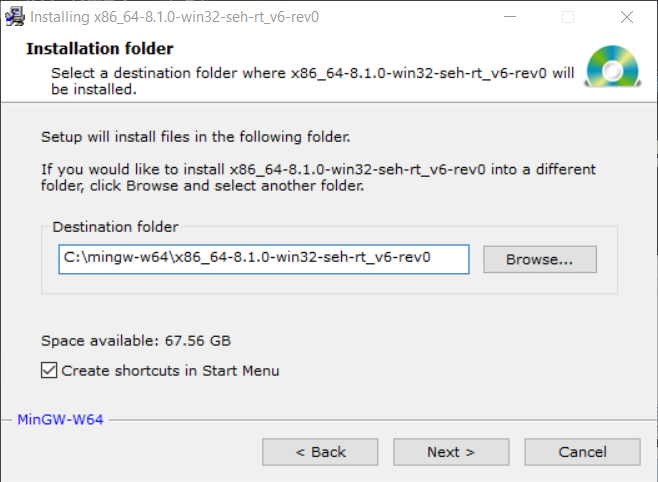 Installing x86_64-8.1.0-win32-seh-rt_v6-rev0
Installation folder
Select a destination folder where x86_64-8.1.0-win32-seh-rt_v6-rev0 will
be installed.
Setup will install files in the following folder.
If you would like to install x86_64-8.1.0-win32-seh-rt_v6-rev0 into a different
folder, click Browse and select another folder.
Destination folder
C:\mingw-w64\x86_64-8.1.0-win32-seh-rt_v6-rev0
Browse...
Space available: 67.56 GB
Create shortcuts in Start Menu
MinGW-W64
< Back
Next >
Cancel